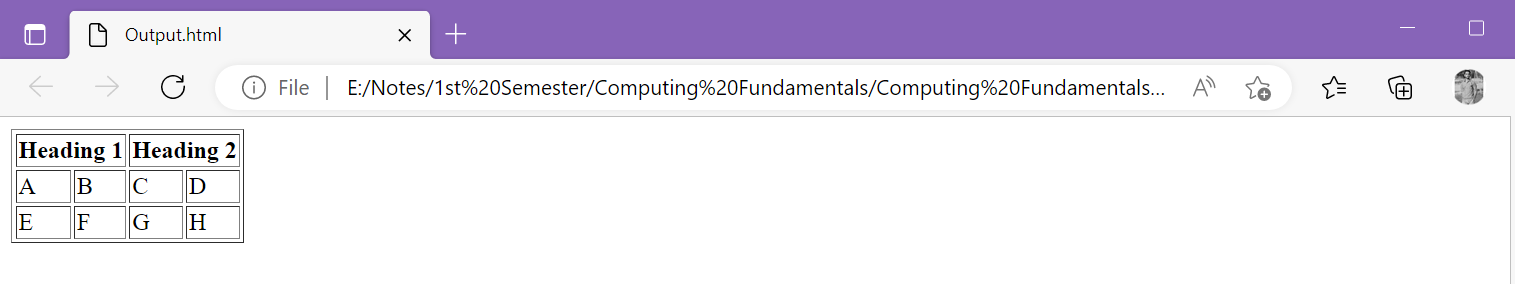 Output.html
File E:/Notes/1st%20Semester/Computing%20Fundamentals/Computing%20Fundamentals...
Heading 1 Heading 2
A B C D
E F G H